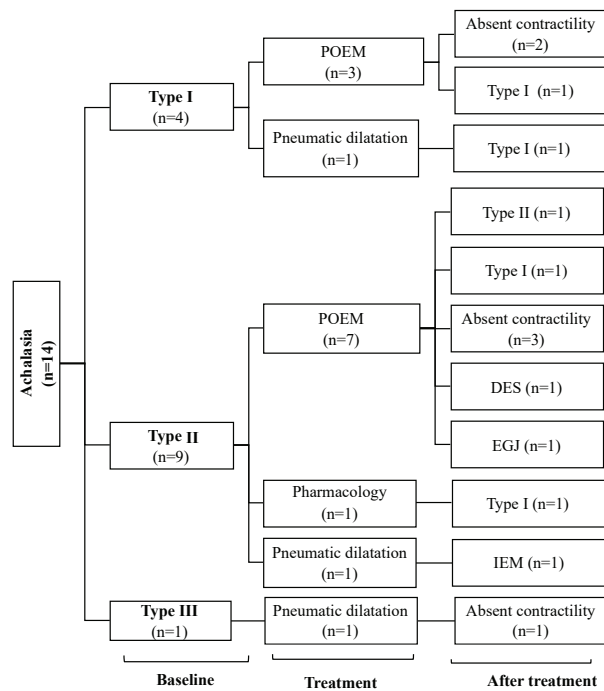 Achalasia
(n=14)
Type I
(n=4)
POEM
(n=3)
Absent contractility
(n=2)
Type I (n=1)
Pneumatic dilatation
(n=1)
Type I (n=1)
Type II
(n=9)
POEM
(n=7)
Type II (n=1)
Type I (n=1)
Absent contractility
(n=3)
DES (n=1)
EGJ (n=1)
Pharmacology
(n=1)
Type I (n=1)
Pneumatic dilatation
(n=1)
IEM (n=1)
Type III
(n=1)
Pneumatic dilatation
(n=1)
Absent contractility
(n=1)
Baseline
Treatment
After treatment